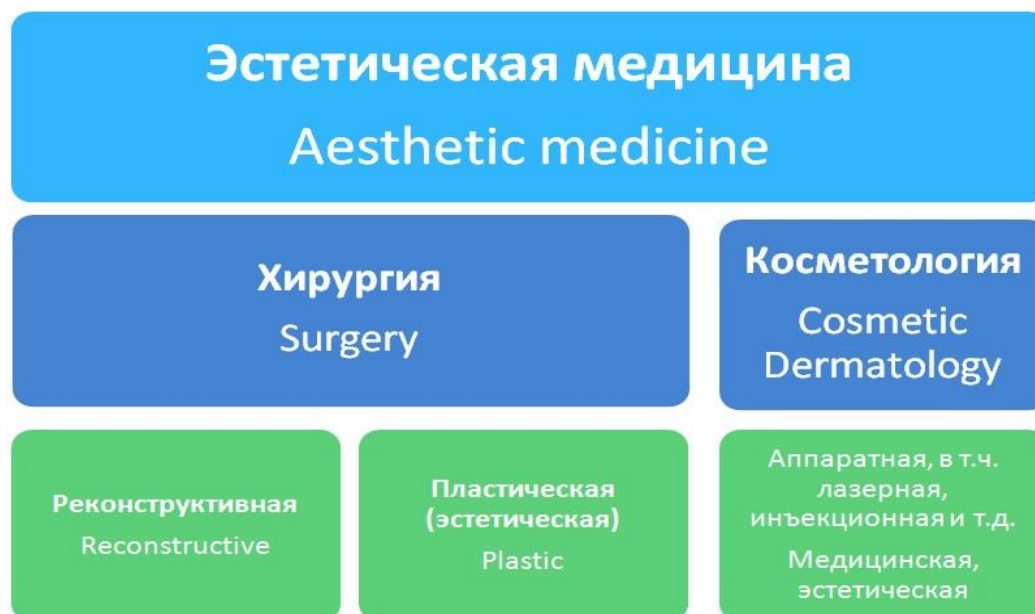 Эстетическая медицина
Aesthetic medicine
Хирургия
Surgery
Косметология
Cosmetic
Dermatology
Реконструктивная
Reconstructive
Пластическая
(эстетическая)
Plastic
Аппаратная, в т.ч.
лазерная,
инъекционная и т.д.
Медицинская,
эстетическая